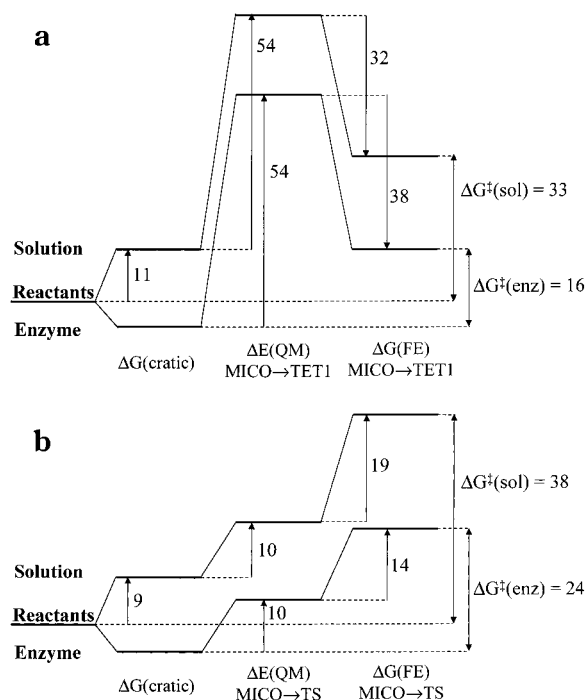 a
54
32
54
38
ΔG‡(sol) = 33
Solution
11
Reactants
ΔG‡(enz) = 16
Enzyme
ΔG(cratic)
ΔE(QM)
MICO→TET1
ΔG(FE)
MICO→TET1
b
19
ΔG‡(sol) = 38
10
Solution
9
14
ΔG‡(enz) = 24
Reactants
10
Enzyme
ΔG(cratic)
ΔE(QM)
MICO→TS
ΔG(FE)
MICO→TS